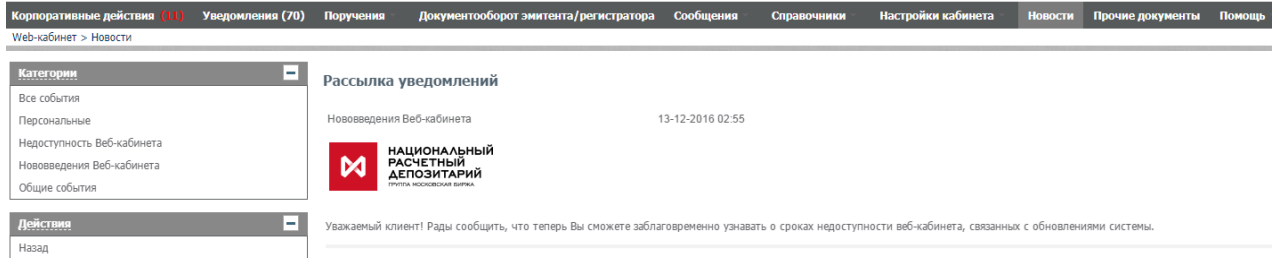 Корпоративные действия (11) Уведомления (70) Поручения Документооборот эмитента/регистратора Сообщения Справочники Настройки кабинета Новости Прочие документы Помощь
Web-кабинет > Новости
Категории
Все события
Персональные
Недоступность Веб-кабинета
Нововведения Веб-кабинета
Общие события
Действия
Назад
Рассылка уведомлений
Нововведения Веб-кабинета 13-12-2016 02:55
НАЦИОНАЛЬНЫЙ
РАСЧЕТНЫЙ
ДЕПОЗИТАРИЙ
ГРУППА МОСКОВСКАЯ БИРЖА
Уважаемый клиент! Рады сообщить, что теперь Вы сможете заблаговременно узнавать о сроках недоступности веб-кабинета, связанных с обновлениями системы.